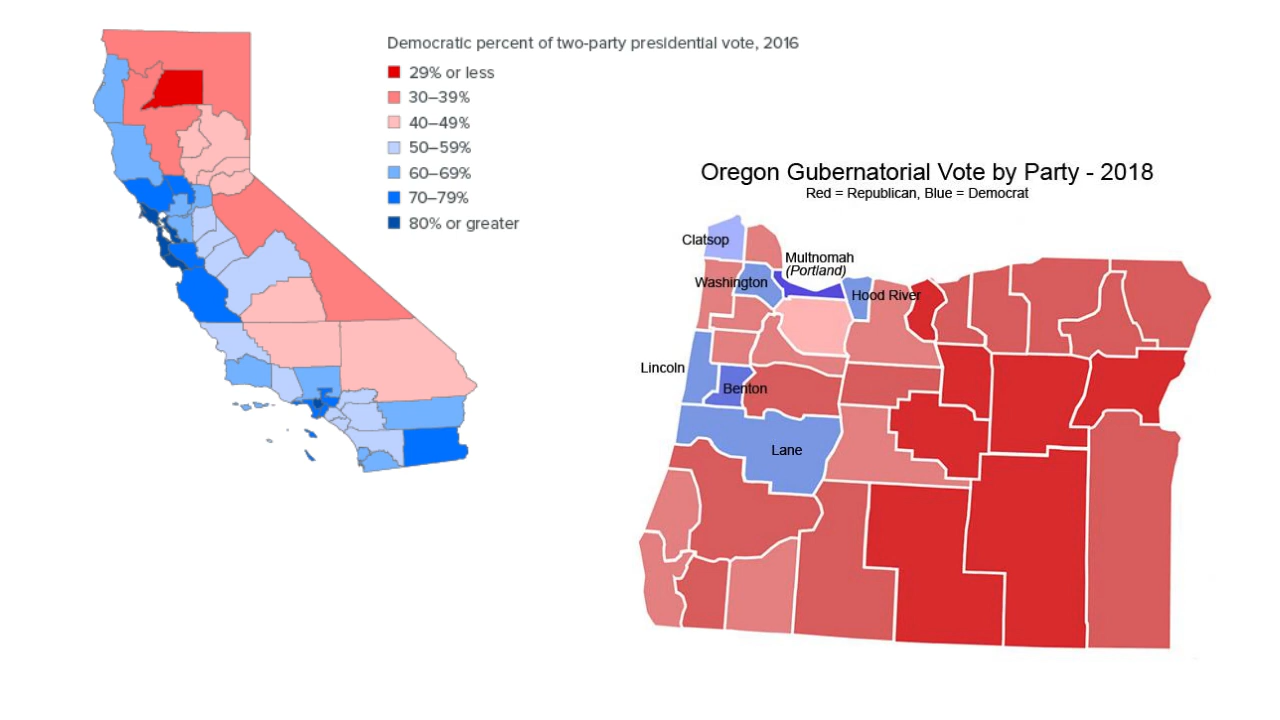 Democratic percent of two-party presidential vote, 2016
29% or less
30–39%
40–49%
50–59%
60–69%
70–79%
80% or greater
Oregon Gubernatorial Vote by Party - 2018
Red = Republican, Blue = Democrat
Clatsop
Multnomah
(Portland)
Washington
Hood River
Lincoln
Benton
Lane